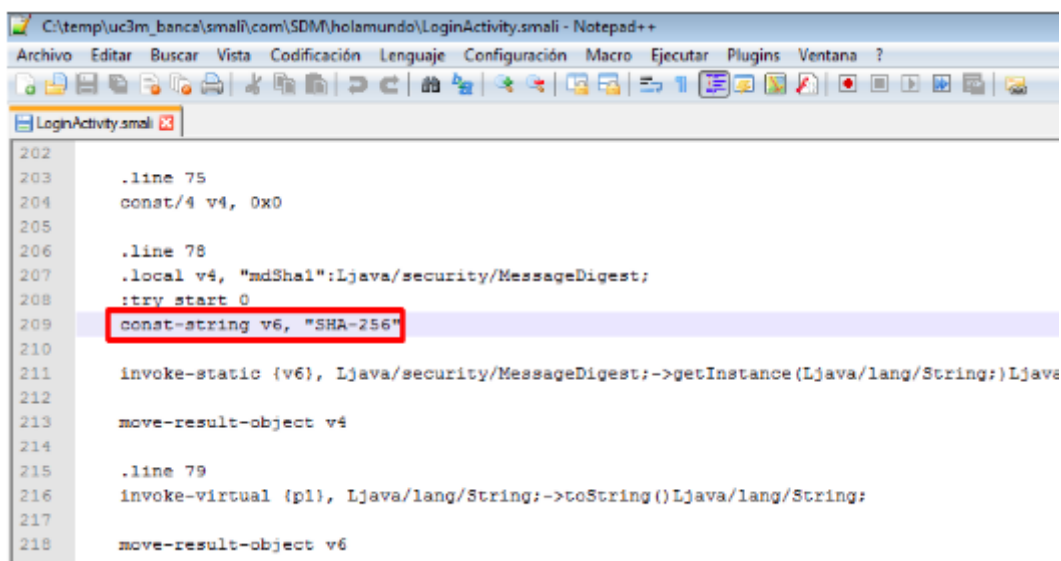 C:\temp\uc3m_banca\smali\com\SDM\holamundo\LoginActivity.smali - Notepad++
Archivo Editar Buscar Vista Codificación Lenguaje Configuración Macro Ejecutar Plugins Ventana ?
LoginActivity.smali
202
203 .line 75
204 const/4 v4, 0x0
205
206 .line 78
207 .local v4, "mdSha1":Ljava/security/MessageDigest;
208 :try start 0
209 const-string v6, "SHA-256"
210
211 invoke-static {v6}, Ljava/security/MessageDigest;->getInstance(Ljava/lang/String;)Ljava
212
213 move-result-object v4
214
215 .line 79
216 invoke-virtual {p1}, Ljava/lang/String;->toString()Ljava/lang/String;
217
218 move-result-object v6